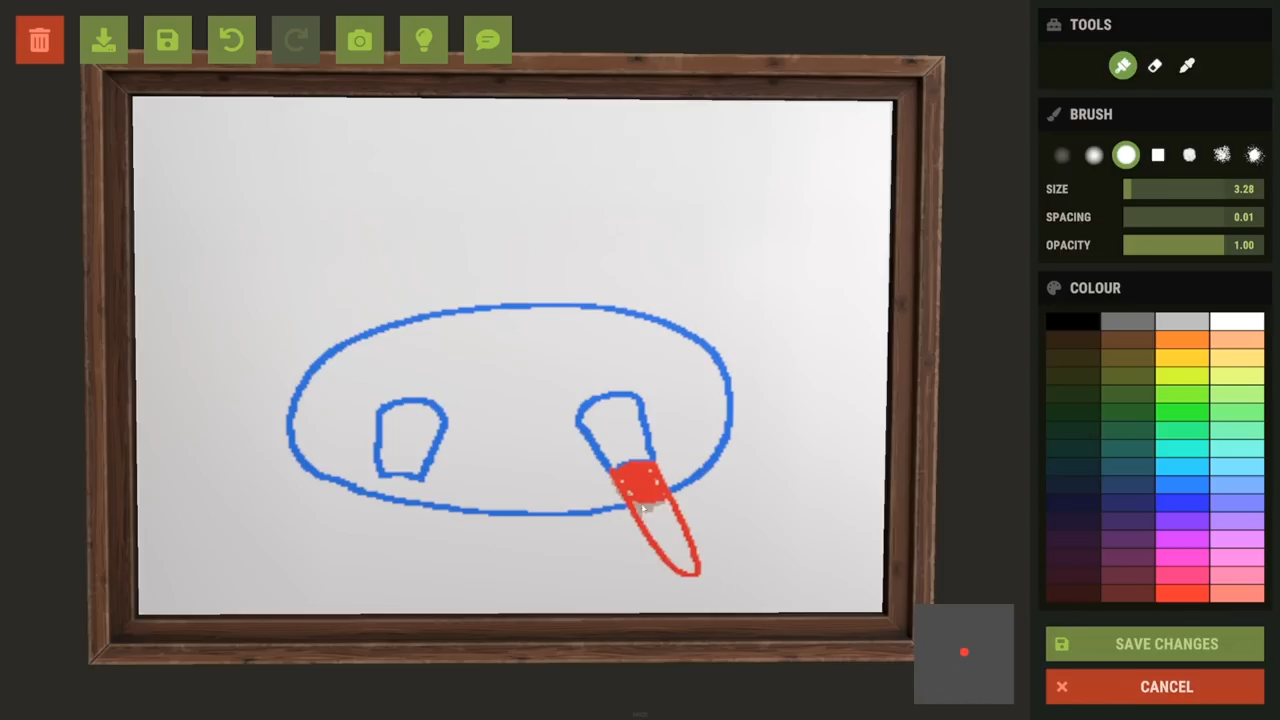 TOOLS
BRUSH
SIZE 3.28
SPACING 0.01
OPACITY 1.00
COLOUR
SAVE CHANGES
CANCEL